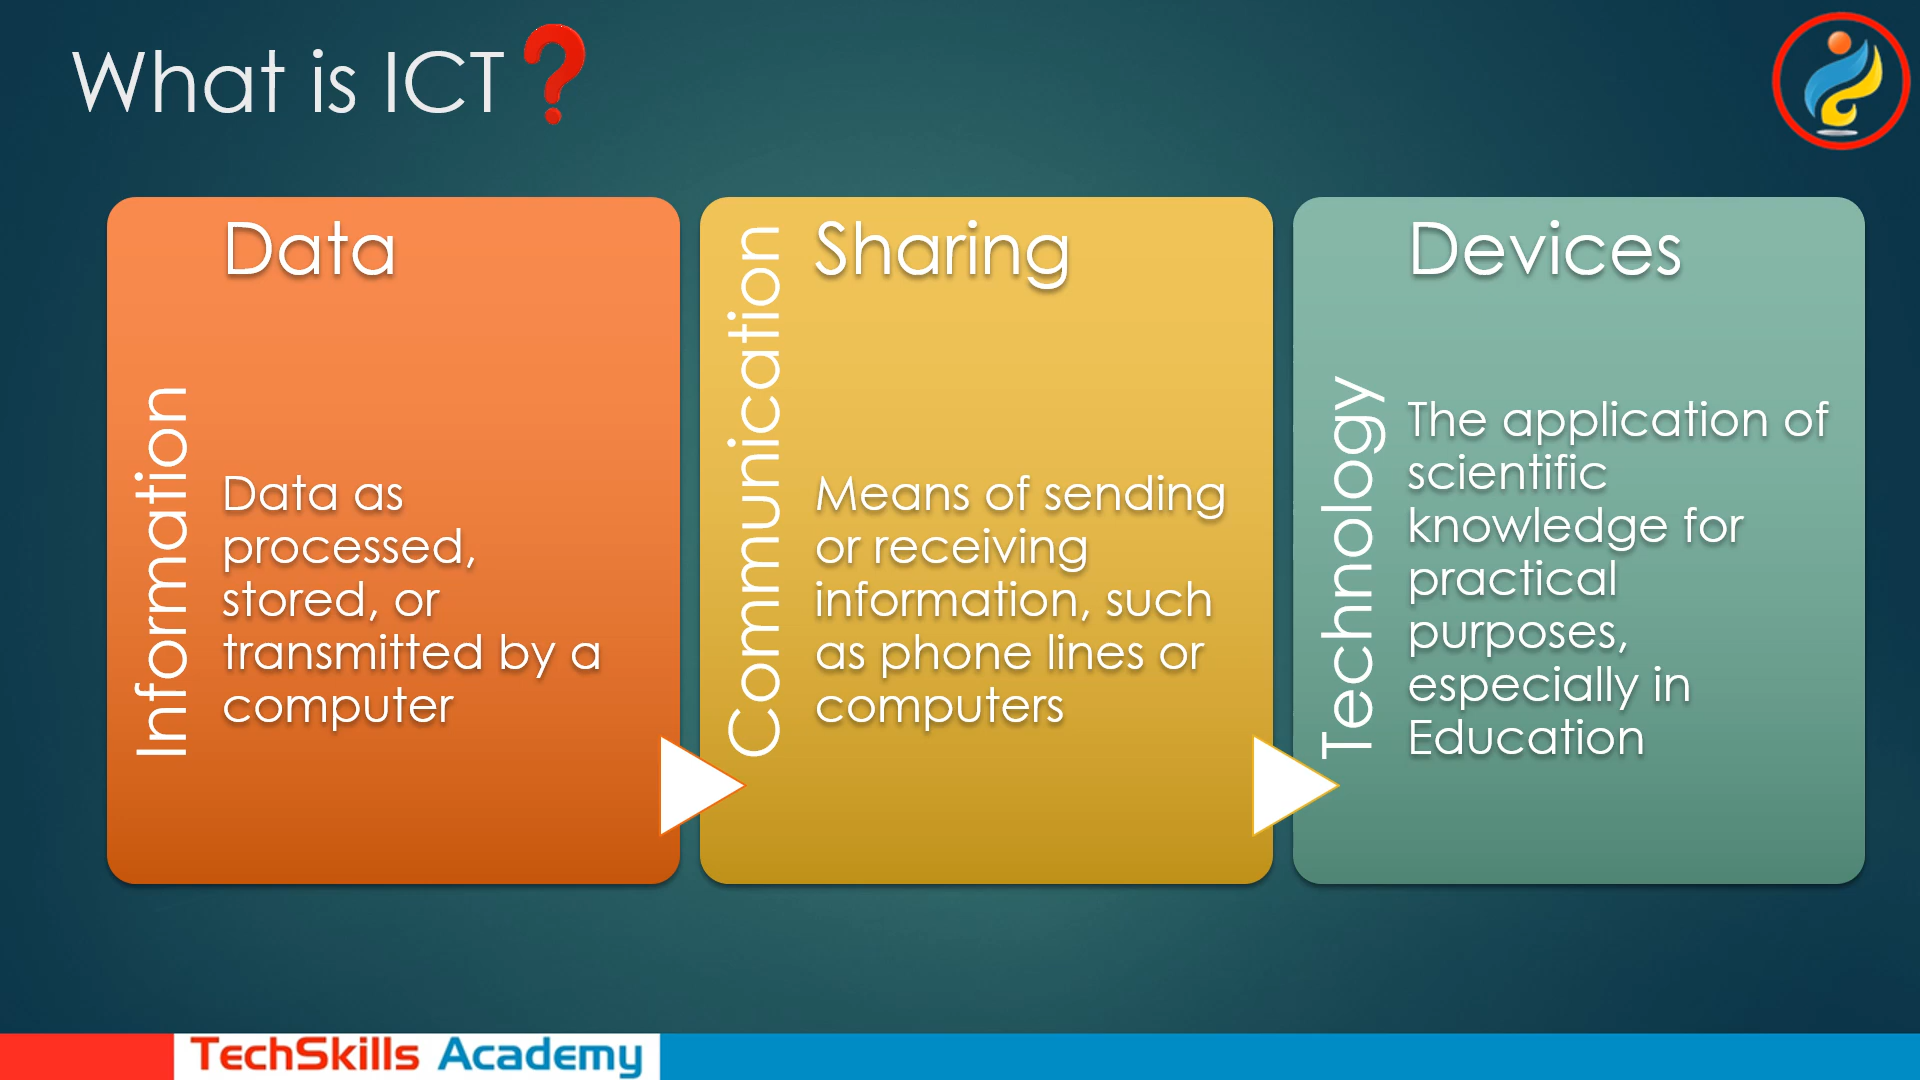 What is ICT❓
Information
Data
Data as
processed,
stored, or
transmitted by a
computer
Communication
Sharing
Means of sending
or receiving
information, such
as phone lines or
computers
Technology
Devices
The application of
scientific
knowledge for
practical
purposes,
especially in
Education
TechSkills Academy